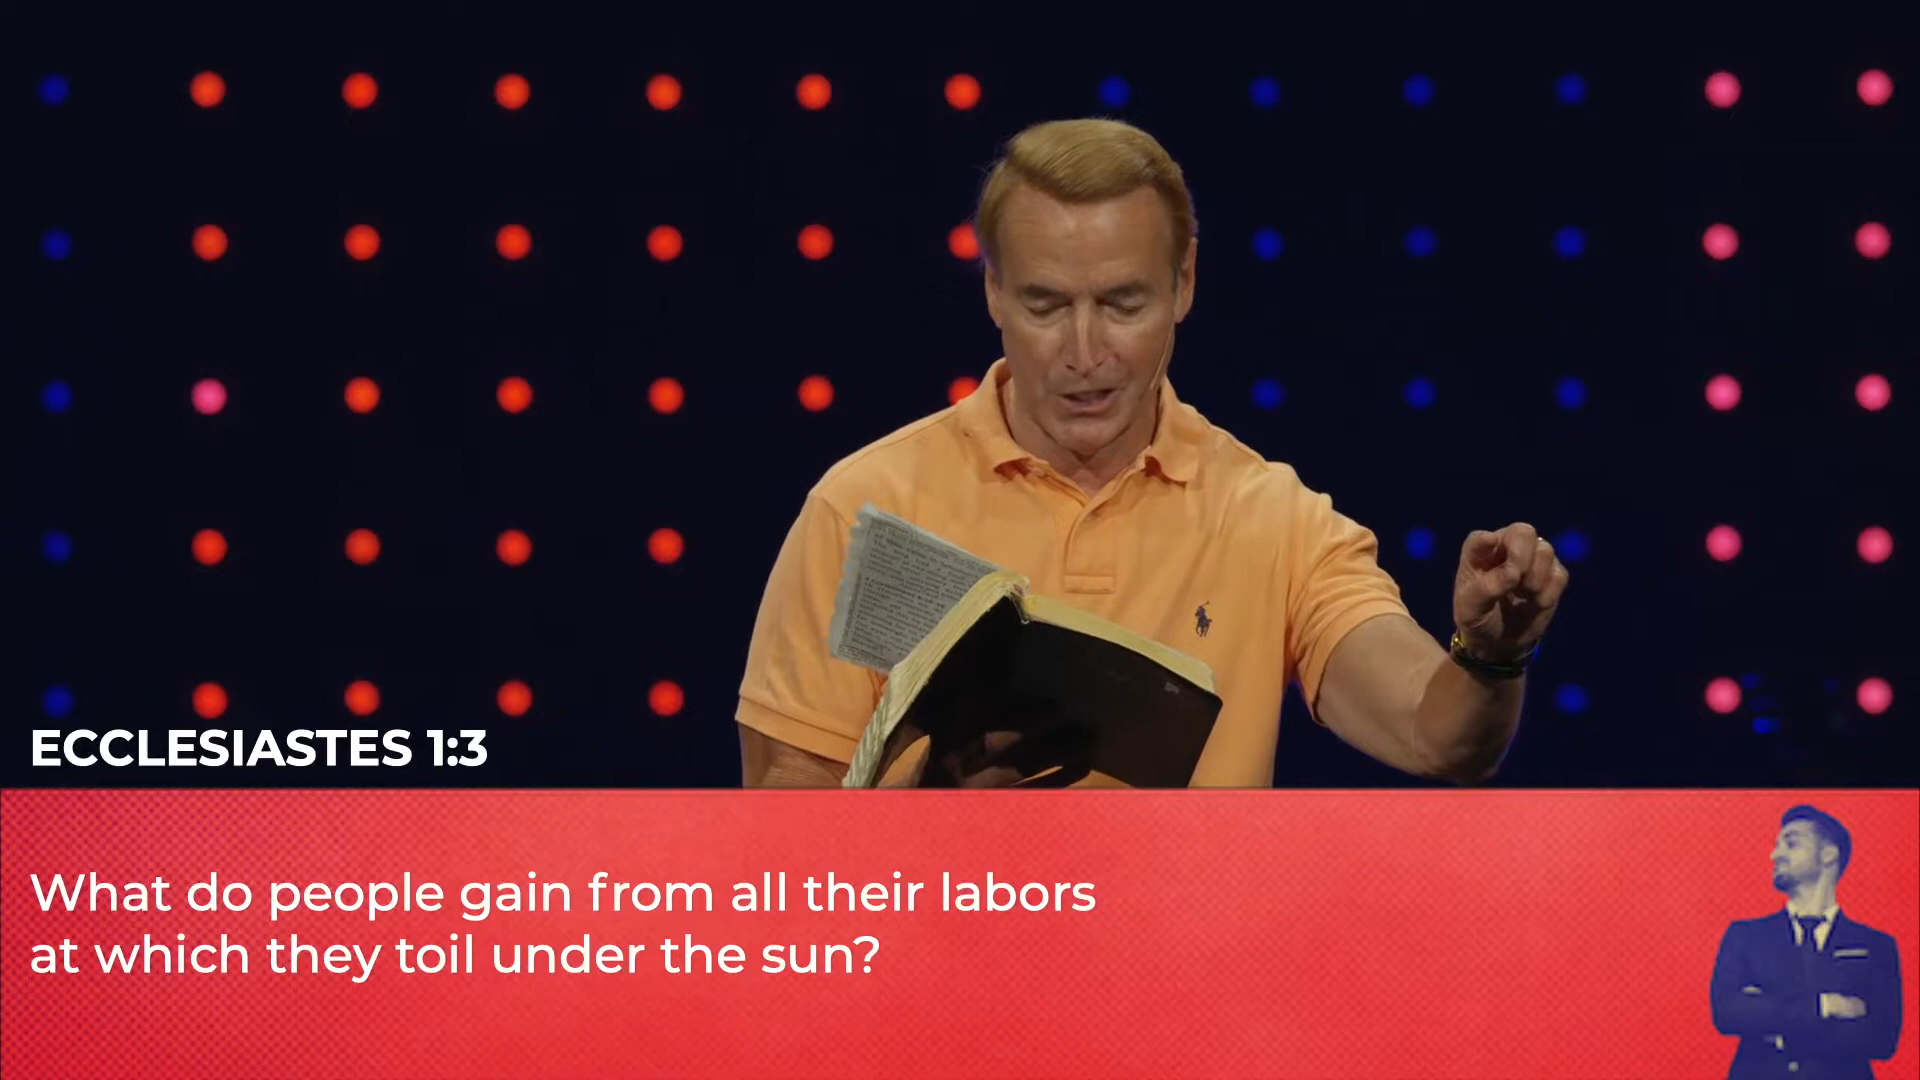 ECCLESIASTES 1:3
What do people gain from all their labors
at which they toil under the sun?